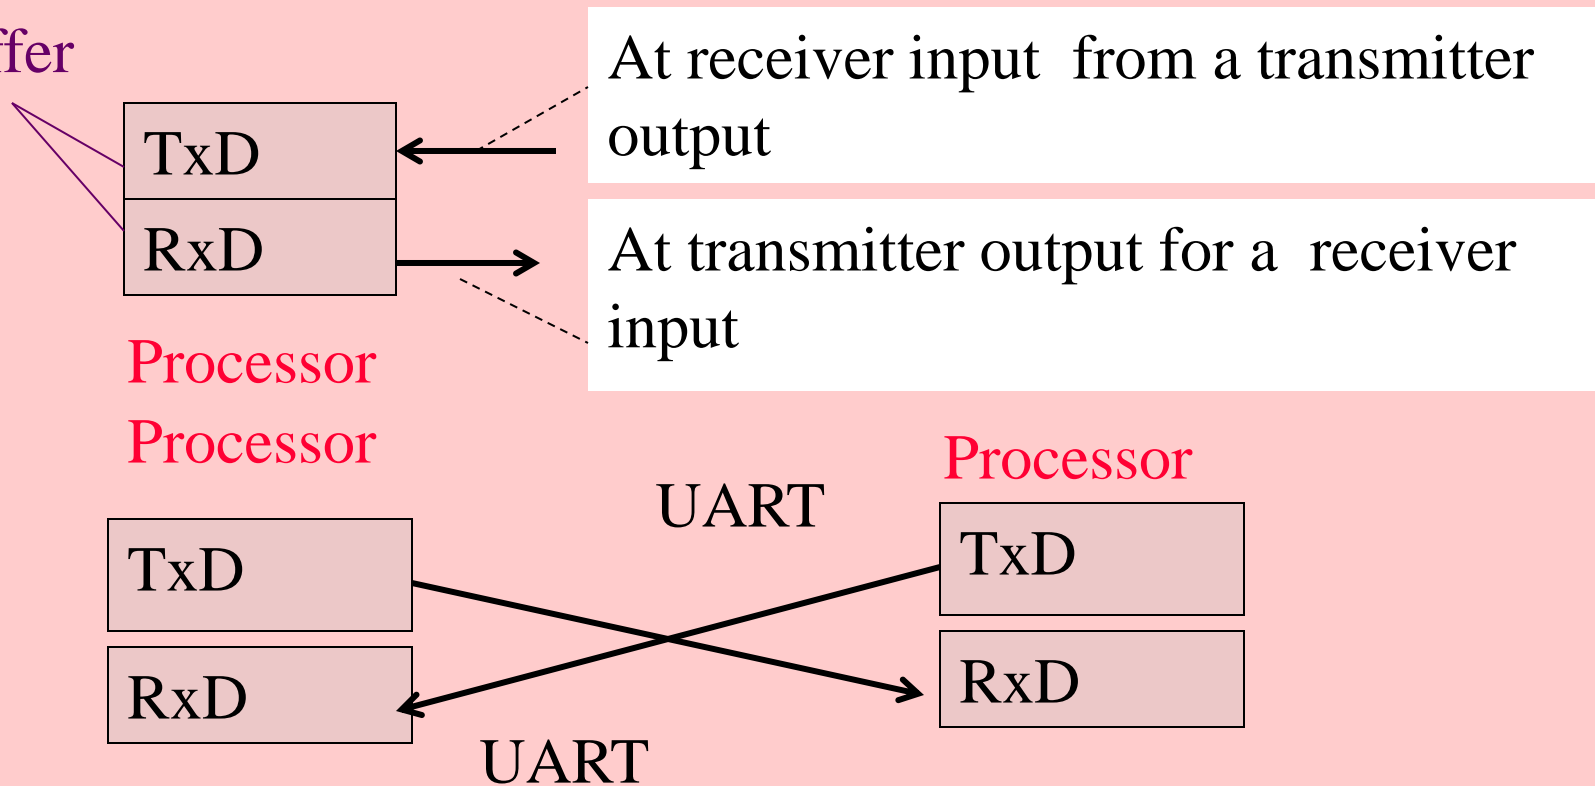 ffer
At receiver input from a transmitter
output
TxD
RxD
At transmitter output for a receiver
input
Processor
Processor
Processor
UART
TxD
TxD
RxD
RxD
UART